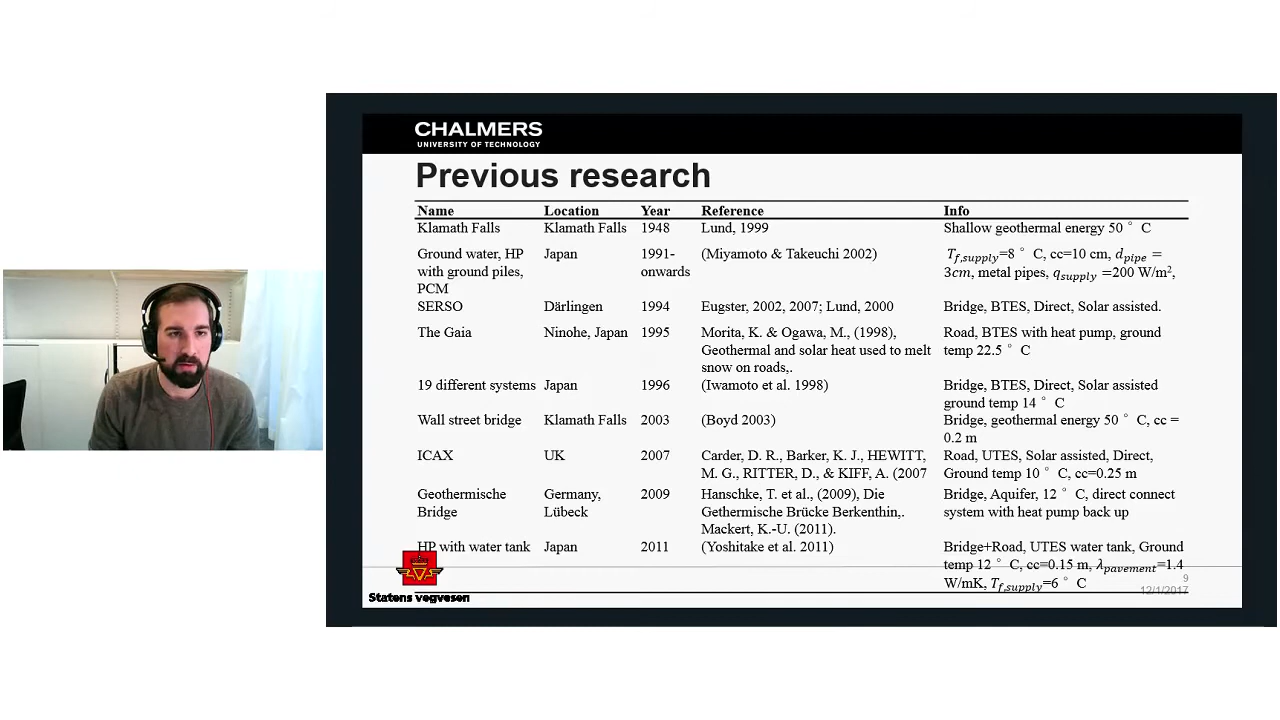 CHALMERS
UNIVERSITY OF TECHNOLOGY
Previous research
Name Location Year Reference Info
Klamath Falls Klamath Falls 1948 Lund, 1999 Shallow geothermal energy 50 ° C
Ground water, HP with ground piles, PCM Japan 1991-onwards (Miyamoto & Takeuchi 2002) T_f,supply=8 ° C, cc=10 cm, d_pipe = 3cm, metal pipes, q_supply =200 W/m²,
SERSO Därlingen 1994 Eugster, 2002, 2007; Lund, 2000 Bridge, BTES, Direct, Solar assisted.
The Gaia Ninohe, Japan 1995 Morita, K. & Ogawa, M., (1998), Geothermal and solar heat used to melt snow on roads,. Road, BTES with heat pump, ground temp 22.5 ° C
19 different systems Japan 1996 (Iwamoto et al. 1998) Bridge, BTES, Direct, Solar assisted ground temp 14 ° C
Wall street bridge Klamath Falls 2003 (Boyd 2003) Bridge, geothermal energy 50 ° C, cc = 0.2 m
ICAX UK 2007 Carder, D. R., Barker, K. J., HEWITT, M. G., RITTER, D., & KIFF, A. (2007 Road, UTES, Solar assisted, Direct, Ground temp 10 ° C, cc=0.25 m
Geothermische Bridge Germany, Lübeck 2009 Hanschke, T. et al., (2009), Die Gethermische Brücke Berkenthin,. Mackert, K.-U. (2011). Bridge, Aquifer, 12 ° C, direct connect system with heat pump back up
HP with water tank Japan 2011 (Yoshitake et al. 2011) Bridge+Road, UTES water tank, Ground temp 12 ° C, cc=0.15 m, λ_pavement=1.4 W/mK, T_f,supply=6 ° C
Statens vegvesen
9
12/1/2017